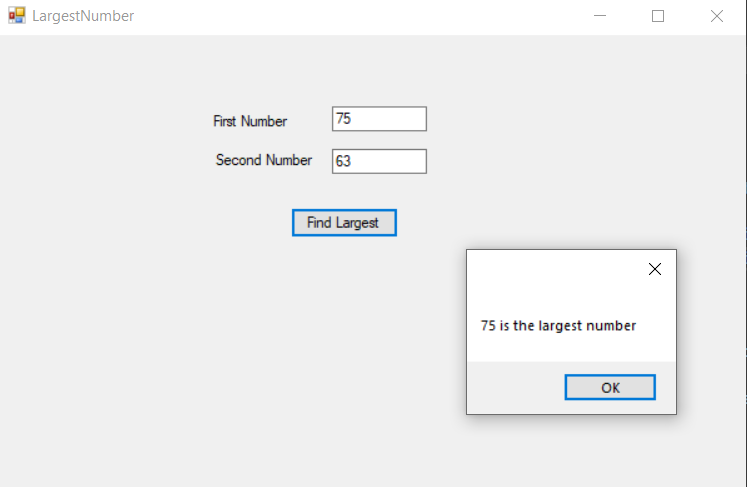 LargestNumber
First Number
75
Second Number
63
Find Largest
75 is the largest number
OK